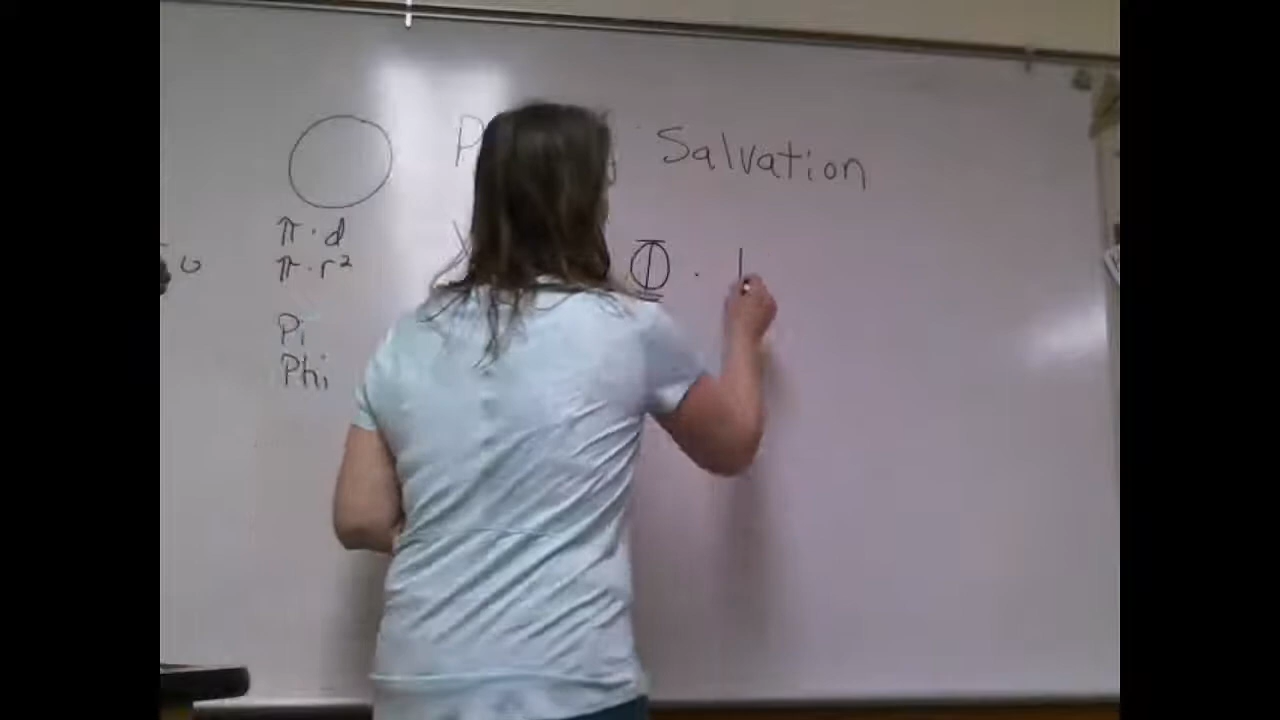 Salvation
π · d
π · r²
Φ ·
Pi
Phi